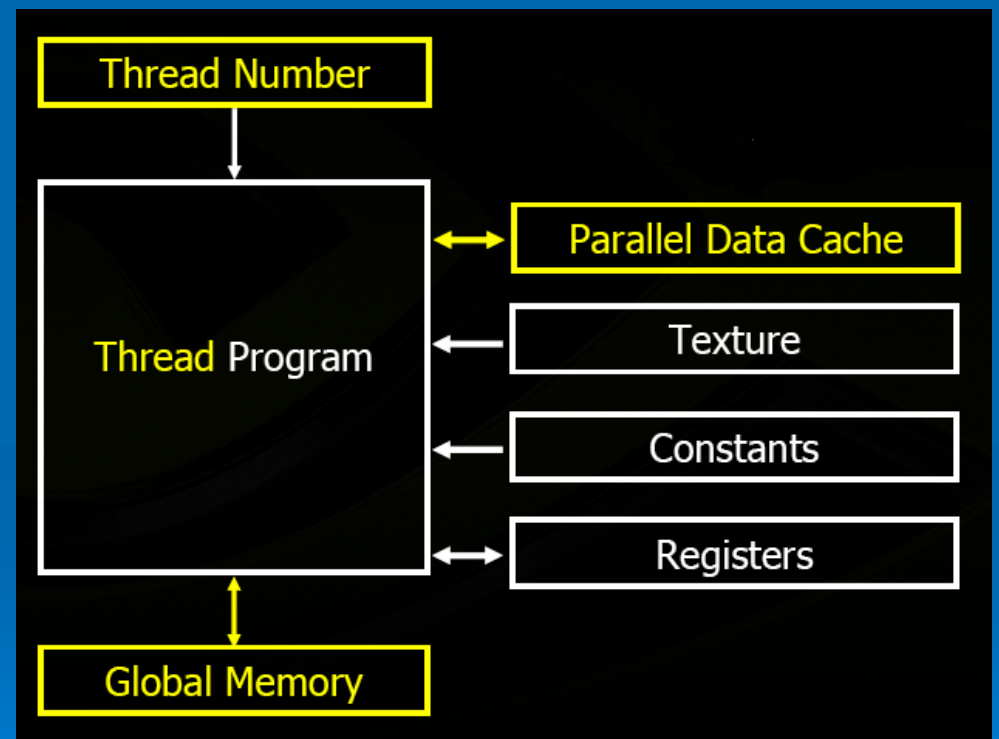 Thread Number
Parallel Data Cache
Texture
Thread Program
Constants
Registers
Global Memory